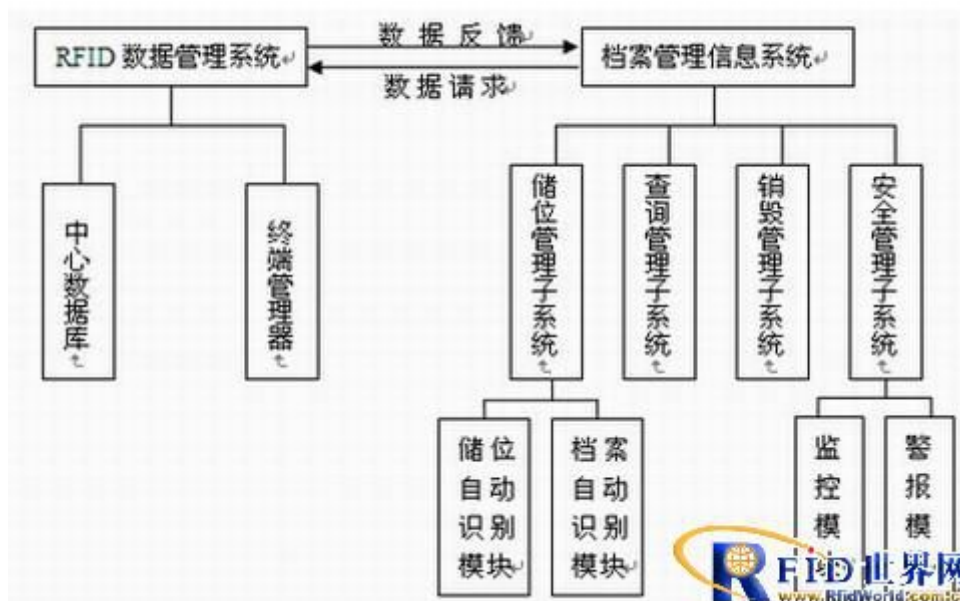 RFID 数据管理系统
数据反馈
数据请求
档案管理信息系统
中心数据库
终端管理器
储位管理子系统
查询管理子系统
销毁管理子系统
安全管理子系统
储位
自动
识别
模块
档案
自动
识别
模块
监控模
警报模
RFID世界网
www.RfidWorld.com.c